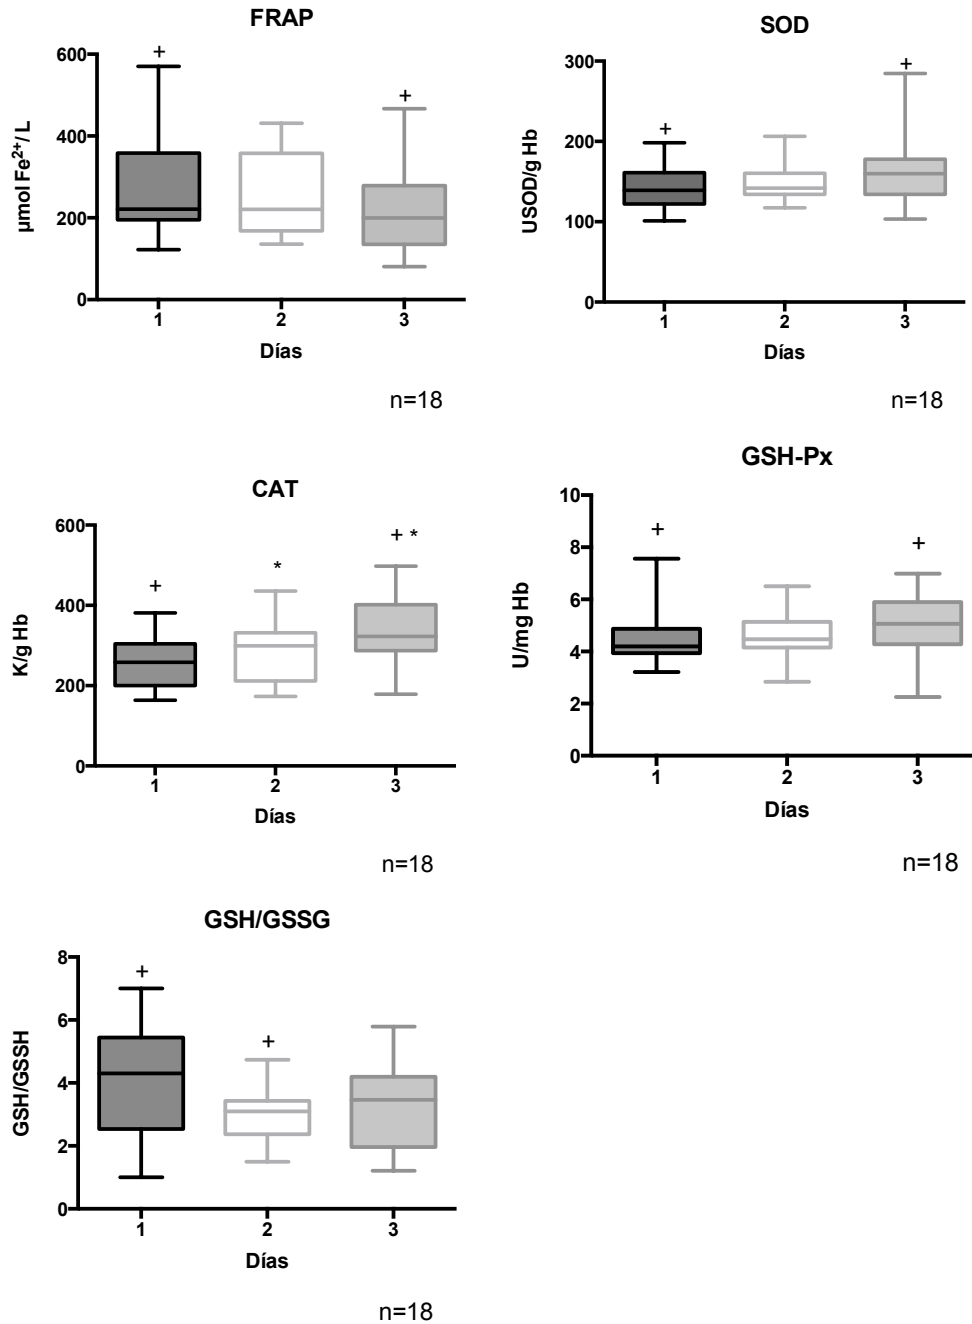 FRAP
+
+
600
400
200
0
µmol Fe²⁺/ L
1 2 3
Días
n=18
SOD
+
+
300
200
100
0
USOD/g Hb
1 2 3
Días
n=18
CAT
+
*
+ *
600
400
200
0
K/g Hb
1 2 3
Días
n=18
GSH-Px
+
+
10
8
6
4
2
0
U/mg Hb
1 2 3
Días
n=18
GSH/GSSG
+
+
8
6
4
2
0
GSH/GSSH
1 2 3
Días
n=18